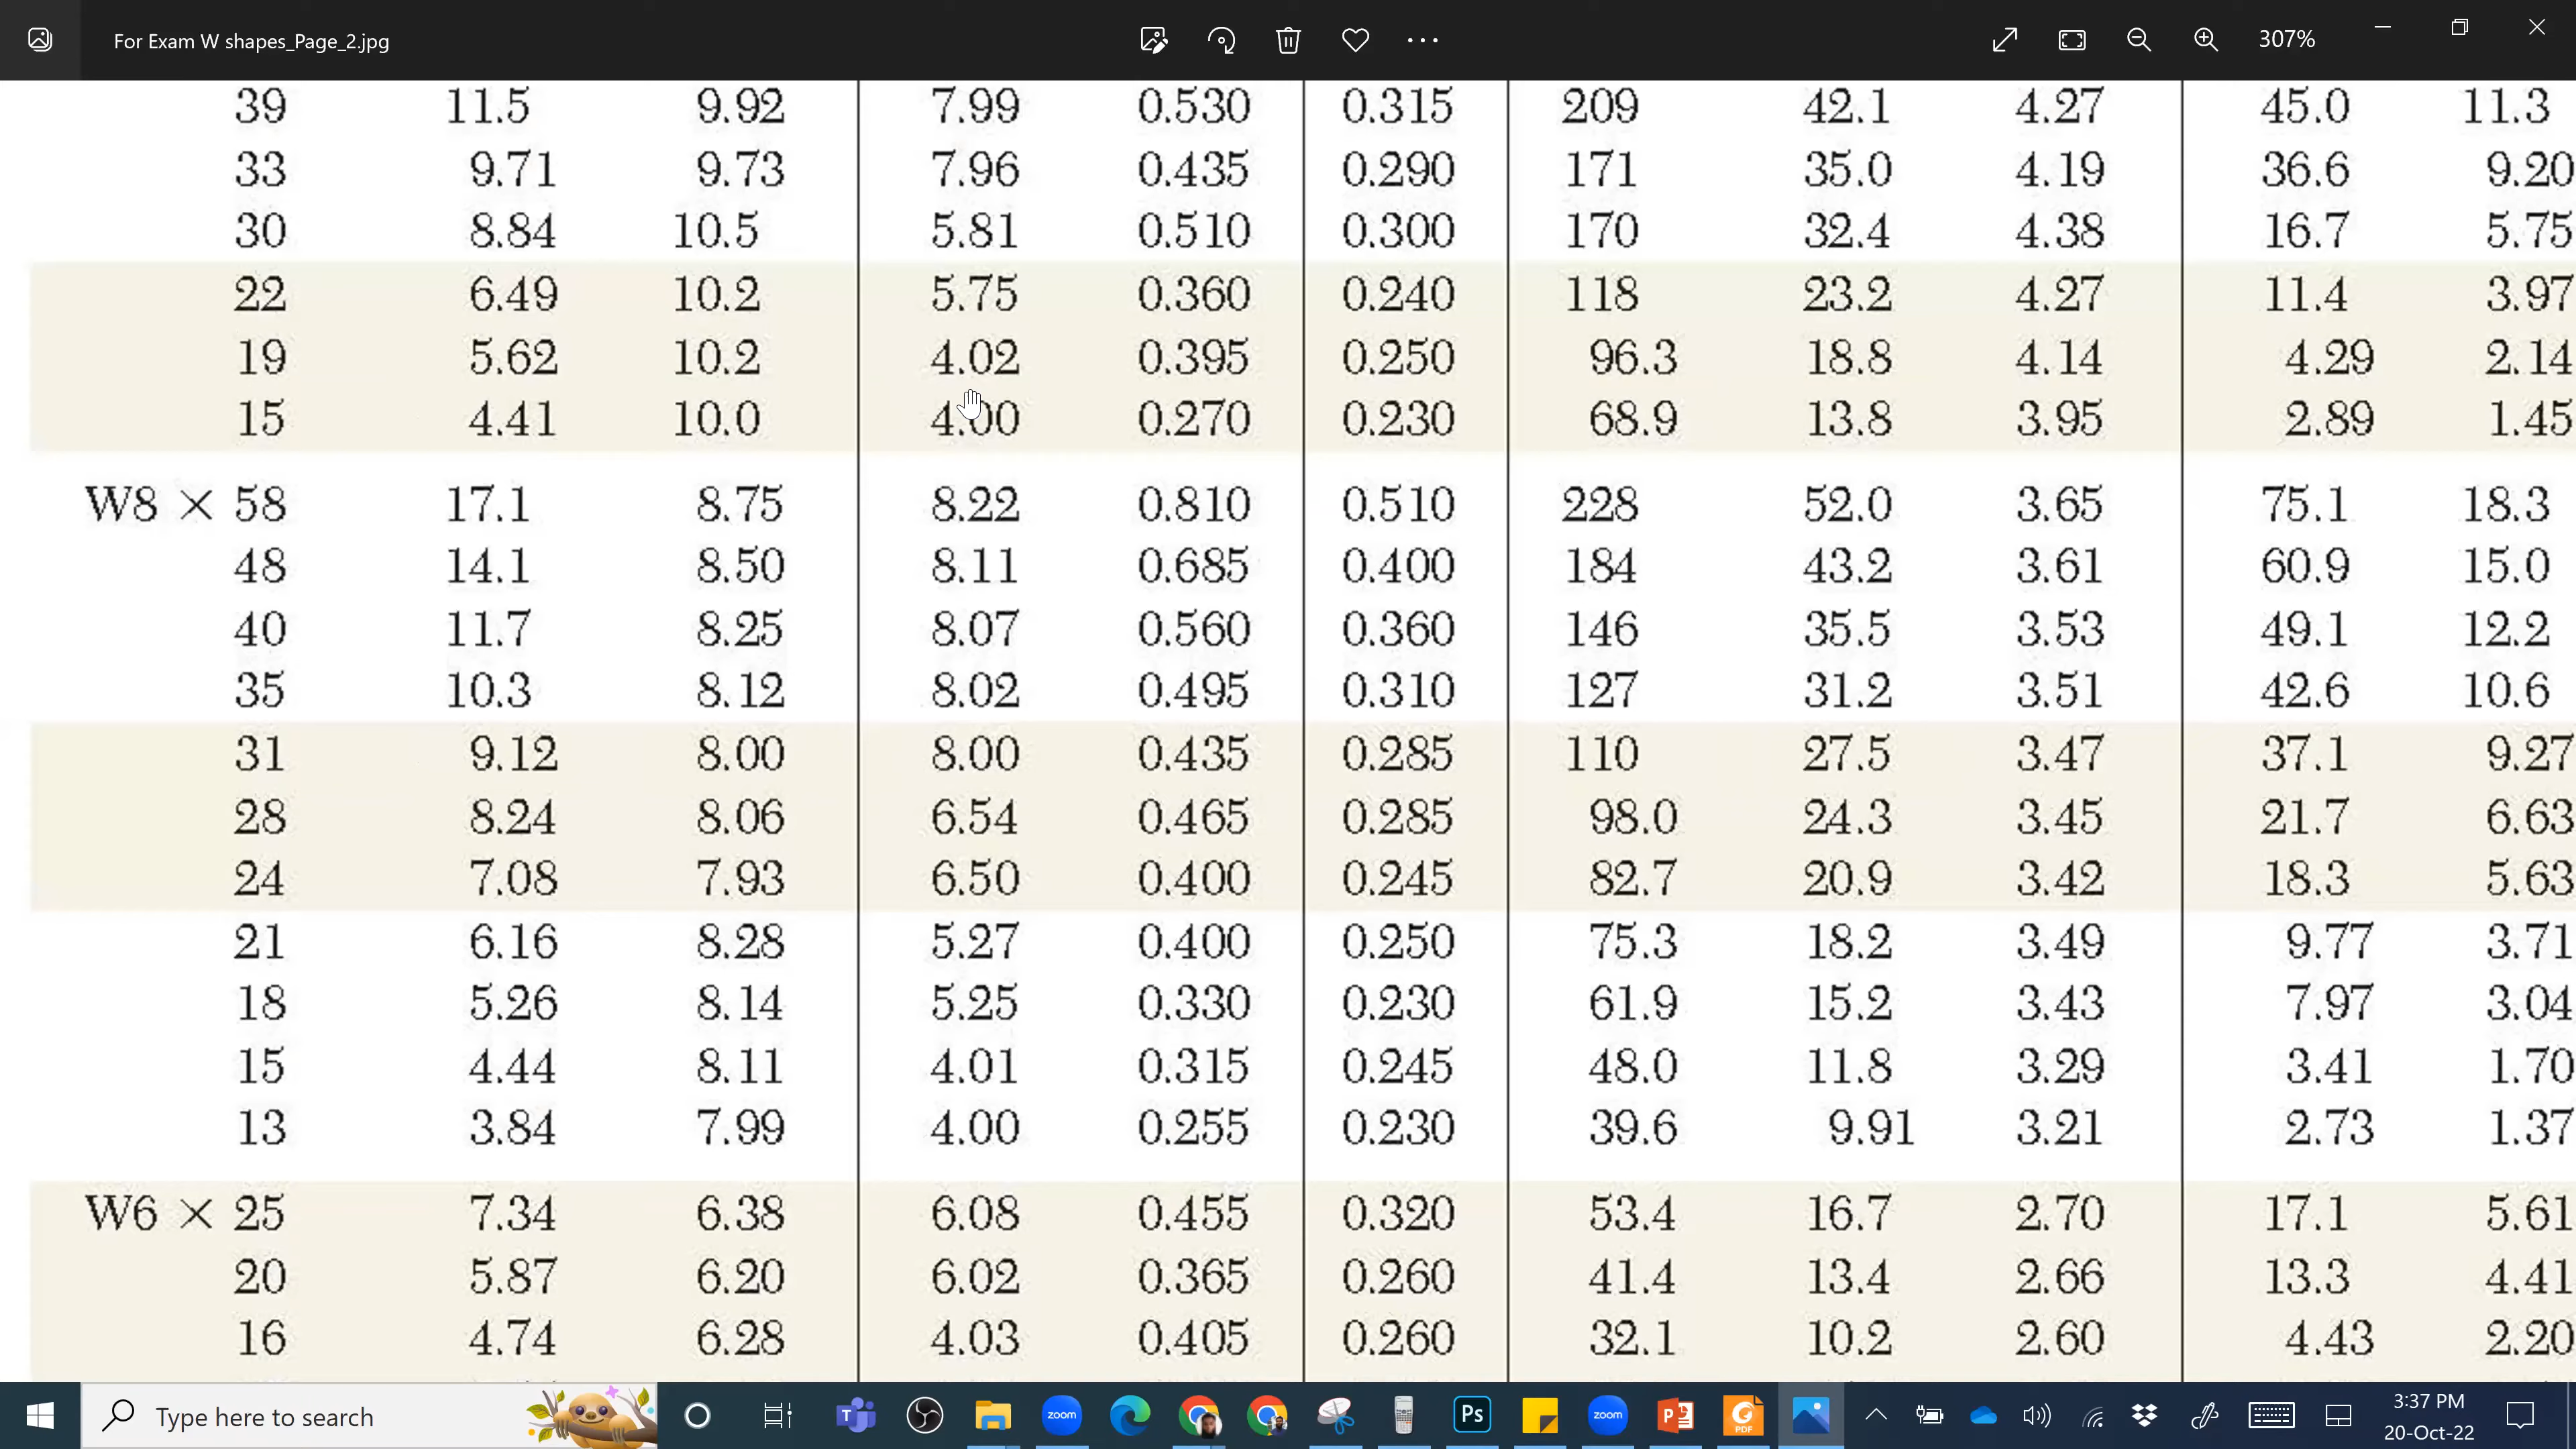 For Exam W shapes_Page_2.jpg 307%
39 11.5 9.92 7.99 0.530 0.315 209 42.1 4.27 45.0 11.3
33 9.71 9.73 7.96 0.435 0.290 171 35.0 4.19 36.6 9.20
30 8.84 10.5 5.81 0.510 0.300 170 32.4 4.38 16.7 5.75
22 6.49 10.2 5.75 0.360 0.240 118 23.2 4.27 11.4 3.97
19 5.62 10.2 4.02 0.395 0.250 96.3 18.8 4.14 4.29 2.14
15 4.41 10.0 4.00 0.270 0.230 68.9 13.8 3.95 2.89 1.45
W8 × 58 17.1 8.75 8.22 0.810 0.510 228 52.0 3.65 75.1 18.3
48 14.1 8.50 8.11 0.685 0.400 184 43.2 3.61 60.9 15.0
40 11.7 8.25 8.07 0.560 0.360 146 35.5 3.53 49.1 12.2
35 10.3 8.12 8.02 0.495 0.310 127 31.2 3.51 42.6 10.6
31 9.12 8.00 8.00 0.435 0.285 110 27.5 3.47 37.1 9.27
28 8.24 8.06 6.54 0.465 0.285 98.0 24.3 3.45 21.7 6.63
24 7.08 7.93 6.50 0.400 0.245 82.7 20.9 3.42 18.3 5.63
21 6.16 8.28 5.27 0.400 0.250 75.3 18.2 3.49 9.77 3.71
18 5.26 8.14 5.25 0.330 0.230 61.9 15.2 3.43 7.97 3.04
15 4.44 8.11 4.01 0.315 0.245 48.0 11.8 3.29 3.41 1.70
13 3.84 7.99 4.00 0.255 0.230 39.6 9.91 3.21 2.73 1.37
W6 × 25 7.34 6.38 6.08 0.455 0.320 53.4 16.7 2.70 17.1 5.61
20 5.87 6.20 6.02 0.365 0.260 41.4 13.4 2.66 13.3 4.41
16 4.74 6.28 4.03 0.405 0.260 32.1 10.2 2.60 4.43 2.20
Type here to search T zoom zoom Ps P PDF 3:37 PM
20-Oct-22